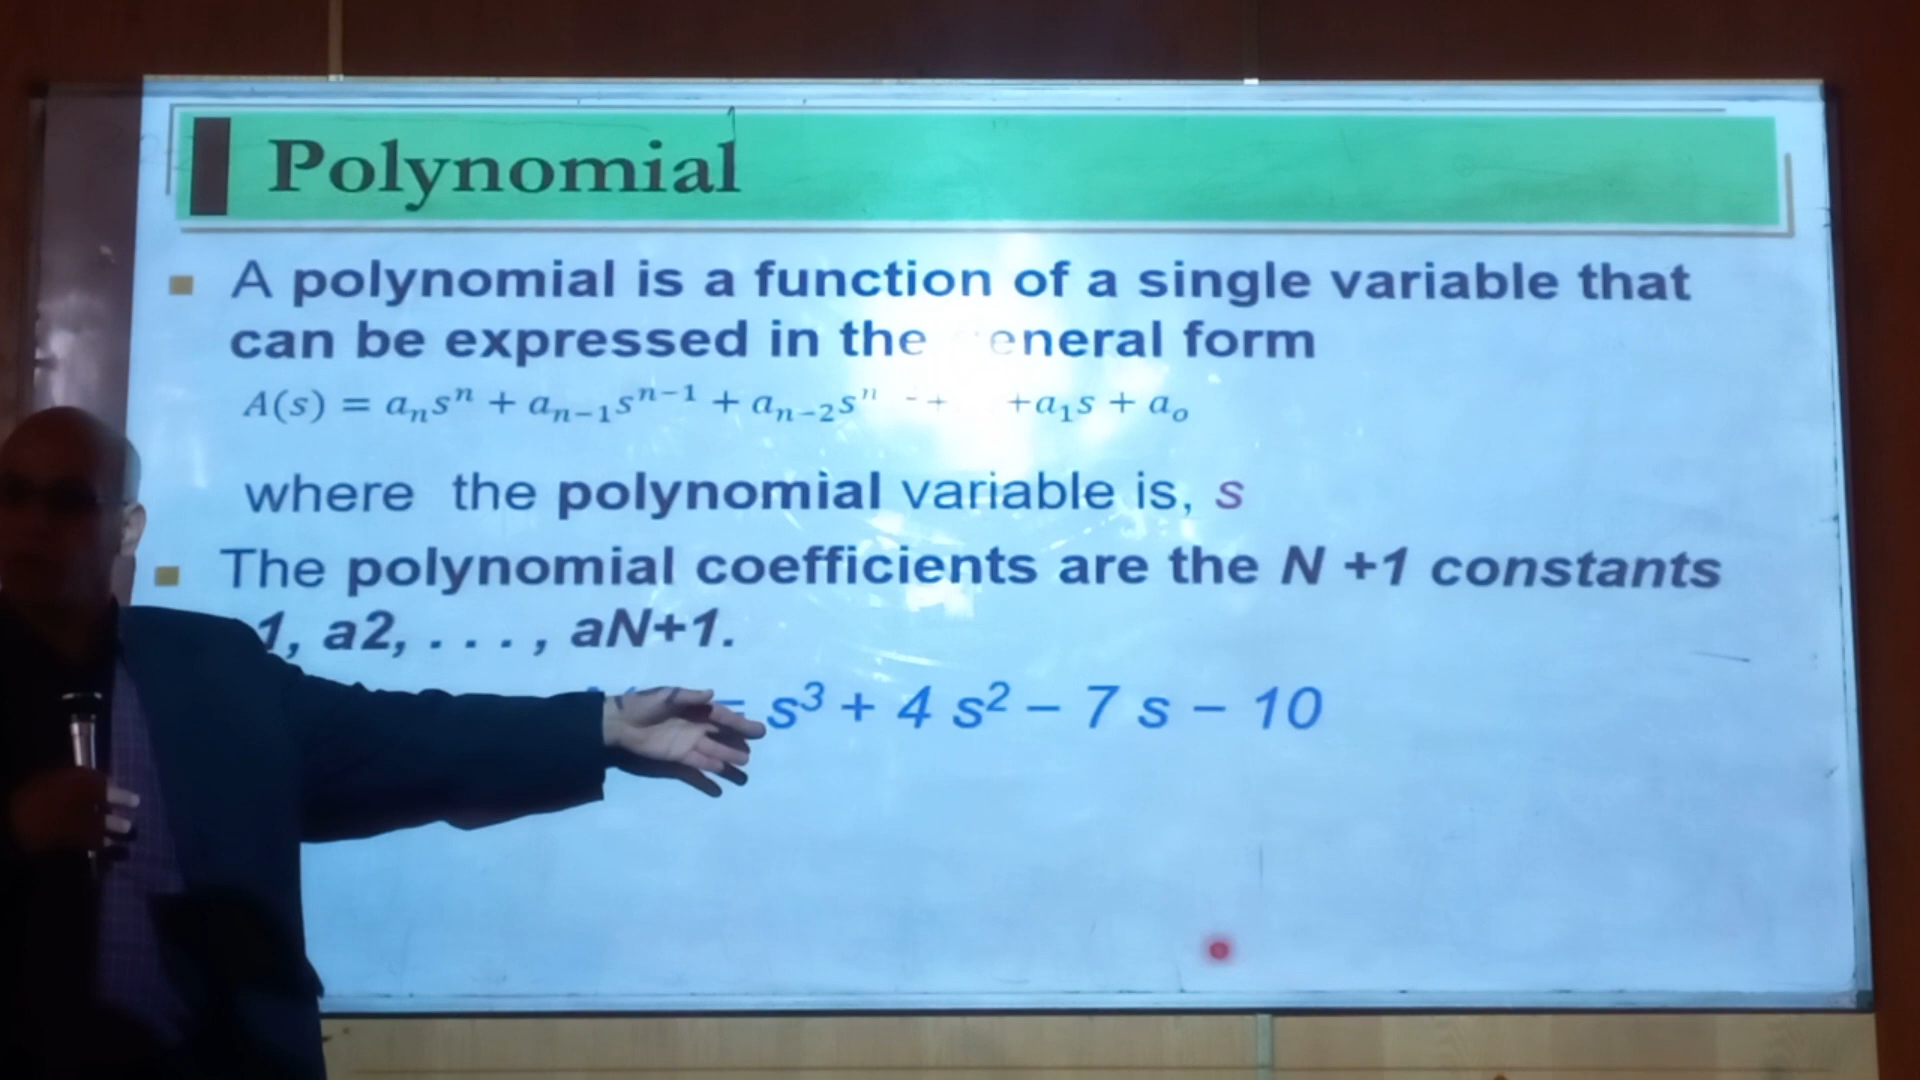 Polynomial
A polynomial is a function of a single variable that
can be expressed in the eneral form
A(s) = aₙsⁿ + aₙ₋₁sⁿ⁻¹ + aₙ₋₂sⁿ + +a₁s + aₒ
where the polynomial variable is, s
The polynomial coefficients are the N +1 constants
1, a2, . . . , aN+1.
= s³ + 4 s² – 7 s – 10